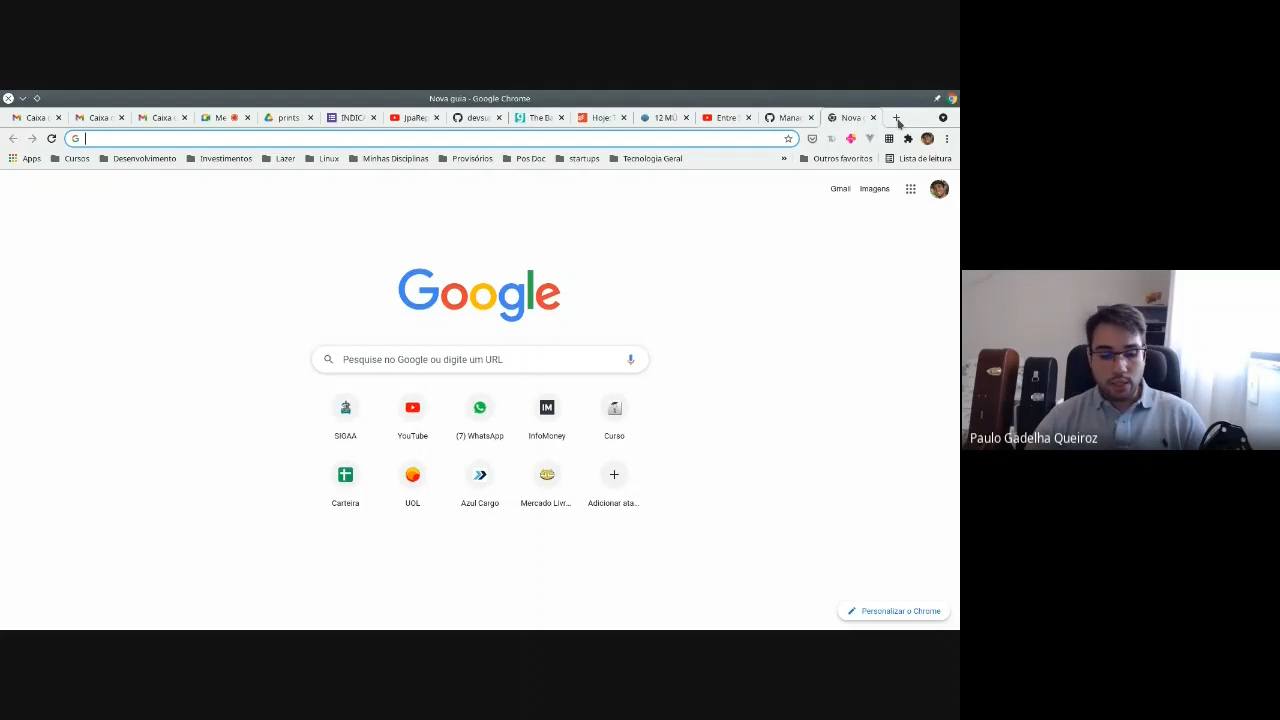 Nova guia - Google Chrome
Caixa
Caixa
Caixa
Me
prints
INDICA
JpaRep
devsu
The Ba
Hoje: T
12 MÚ
Entre
Mana
Nova
G
Apps
Cursos
Desenvolvimento
Investimentos
Lazer
Linux
Minhas Disciplinas
Provisórios
Pos Doc
startups
Tecnologia Geral
»
Outros favoritos
Lista de leitura
Gmail
Imagens
Google
Pesquise no Google ou digite um URL
SIGAA
YouTube
(7) WhatsApp
IM
InfoMoney
Curso
Carteira
UOL
Azul Cargo
Mercado Livr...
Adicionar ata...
Personalizar o Chrome
Paulo Gadelha Queiroz